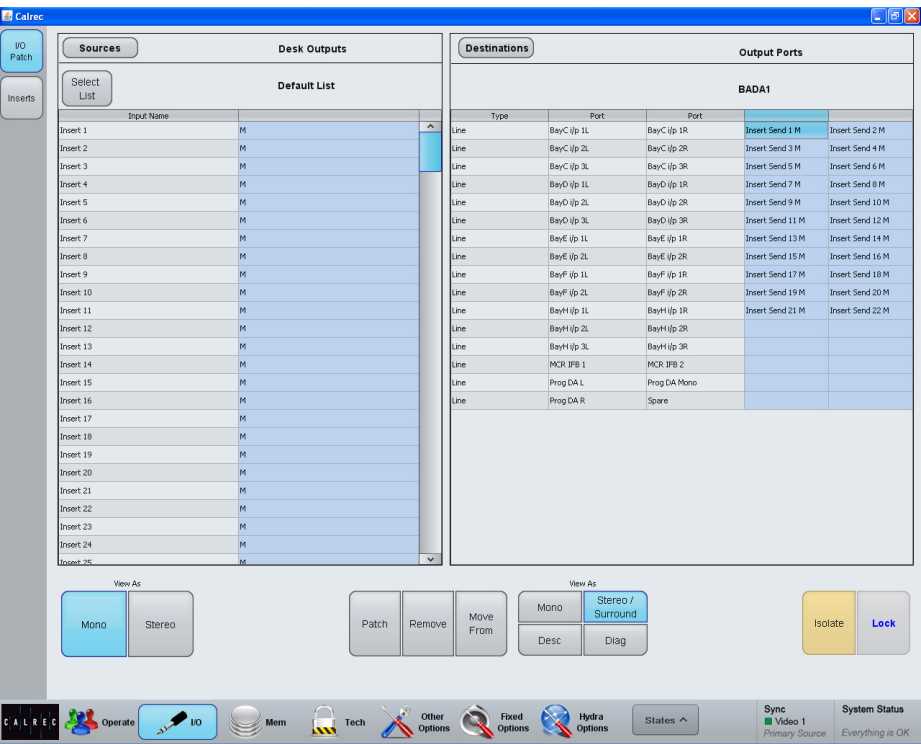 Calrec
I/O
Patch
Inserts
Sources
Desk Outputs
Select
List
Default List
Input Name
Insert 1 M
Insert 2 M
Insert 3 M
Insert 4 M
Insert 5 M
Insert 6 M
Insert 7 M
Insert 8 M
Insert 9 M
Insert 10 M
Insert 11 M
Insert 12 M
Insert 13 M
Insert 14 M
Insert 15 M
Insert 16 M
Insert 17 M
Insert 18 M
Insert 19 M
Insert 20 M
Insert 21 M
Insert 22 M
Insert 23 M
Insert 24 M
Insert 25 M
Destinations
Output Ports
BADA1
Type Port Port
Line BayC i/p 1L BayC i/p 1R Insert Send 1 M Insert Send 2 M
Line BayC i/p 2L BayC i/p 2R Insert Send 3 M Insert Send 4 M
Line BayC i/p 3L BayC i/p 3R Insert Send 5 M Insert Send 6 M
Line BayD i/p 1L BayD i/p 1R Insert Send 7 M Insert Send 8 M
Line BayD i/p 2L BayD i/p 2R Insert Send 9 M Insert Send 10 M
Line BayD i/p 3L BayD i/p 3R Insert Send 11 M Insert Send 12 M
Line BayE i/p 1L BayE i/p 1R Insert Send 13 M Insert Send 14 M
Line BayE i/p 2L BayE i/p 2R Insert Send 15 M Insert Send 16 M
Line BayF i/p 1L BayF i/p 1R Insert Send 17 M Insert Send 18 M
Line BayF i/p 2L BayF i/p 2R Insert Send 19 M Insert Send 20 M
Line BayH i/p 1L BayH i/p 1R Insert Send 21 M Insert Send 22 M
Line BayH i/p 2L BayH i/p 2R
Line BayH i/p 3L BayH i/p 3R
Line MCR IFB 1 MCR IFB 2
Line Prog DA L Prog DA Mono
Line Prog DA R Spare
View As
Mono Stereo
Patch Remove Move
From
View As
Mono Stereo /
Surround
Desc Diag
Isolate Lock
CALREC Operate I/O Mem Tech Other
Options Fixed
Options Hydra
Options States
Sync
Video 1
Primary Source
System Status
Everything is OK